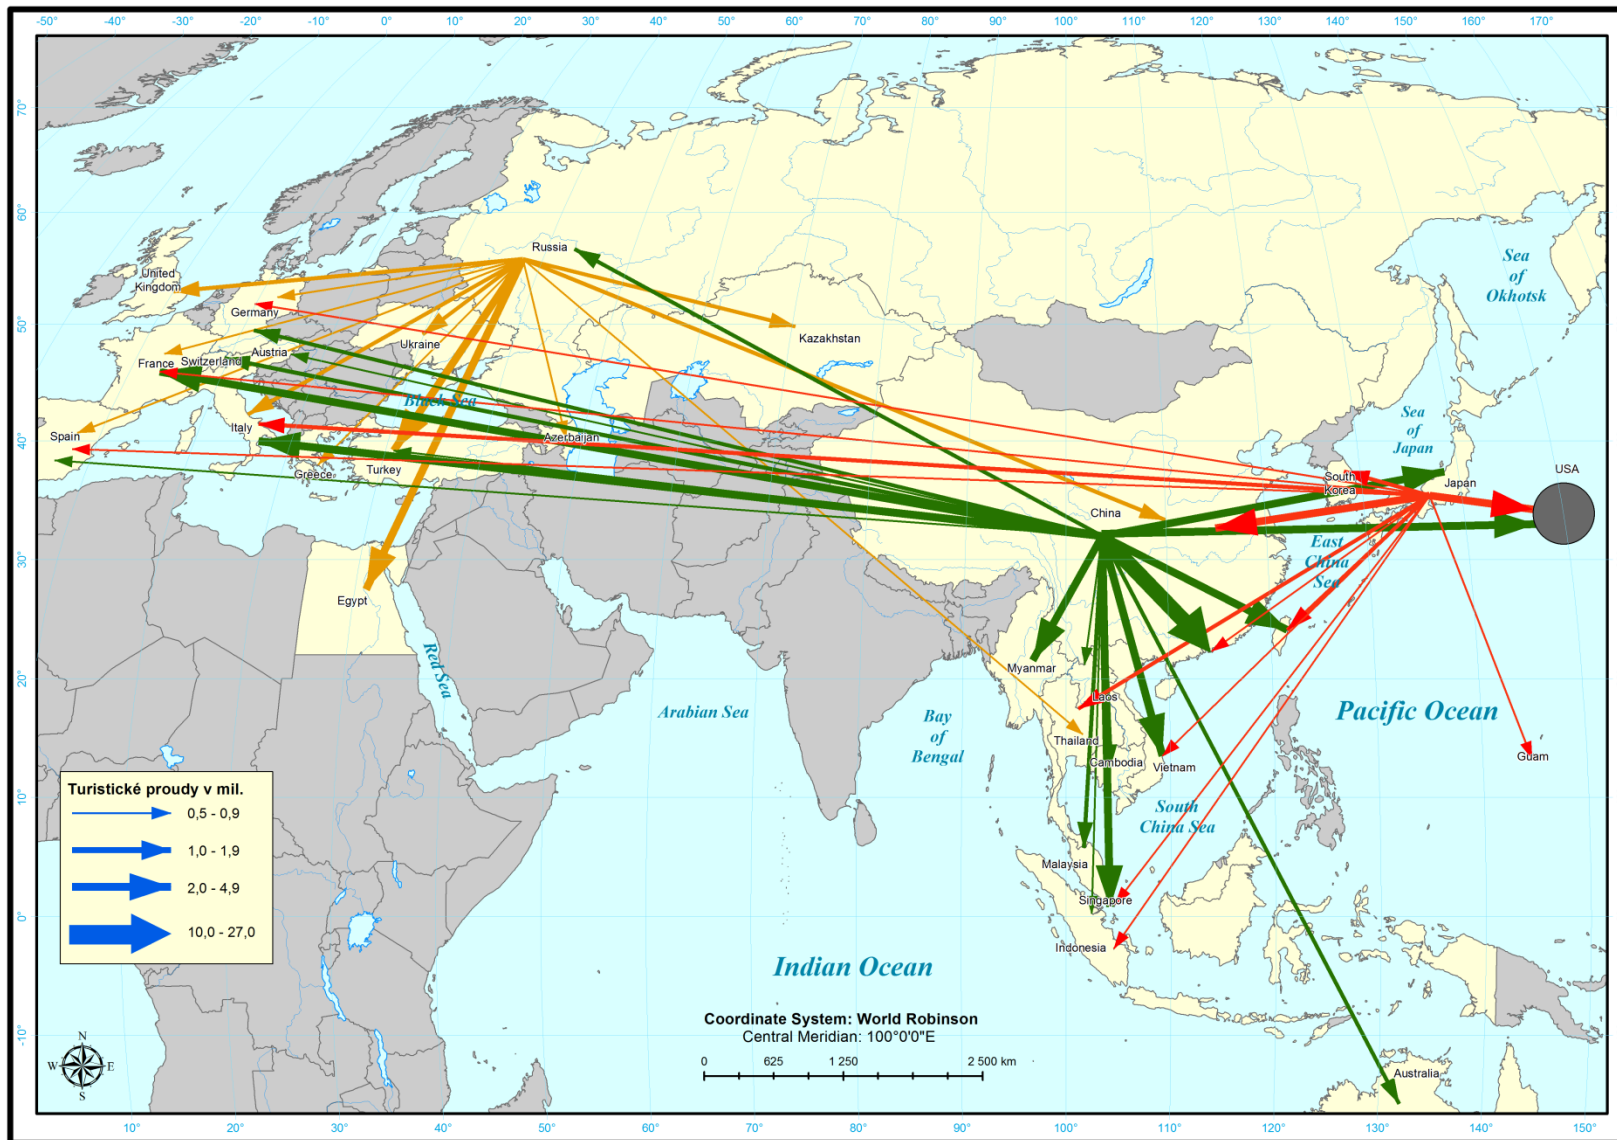 -50° -40° -30° -20° -10° 0° 10° 20° 30° 40° 50° 60° 70° 80° 90° 100° 110° 120° 130° 140° 150° 160° 170°
70°
60°
50°
40°
30°
20°
10°
0°
-10°
Russia
Sea
of
Okhotsk
United
Kingdom
Germany
Kazakhstan
Ukraine
Austria
Switzerland
France
Black Sea
Sea
of
Japan
Italy
Spain
Azerbaijan
Turkey
Greece
USA
South
Korea
Japan
China
East
China
Sea
Egypt
Red Sea
Myanmar
Laos
Arabian Sea
Bay
of
Bengal
Pacific Ocean
Thailand
Cambodia
Vietnam
Guam
South
China Sea
Turistické proudy v mil.
0,5 - 0,9
1,0 - 1,9
2,0 - 4,9
10,0 - 27,0
Malaysia
Singapore
Indonesia
Indian Ocean
Coordinate System: World Robinson
Central Meridian: 100°0'0"E
0 625 1 250 2 500 km
N
W E
S
Australia
10° 20° 30° 40° 50° 60° 70° 80° 90° 100° 110° 120° 130° 140° 150°